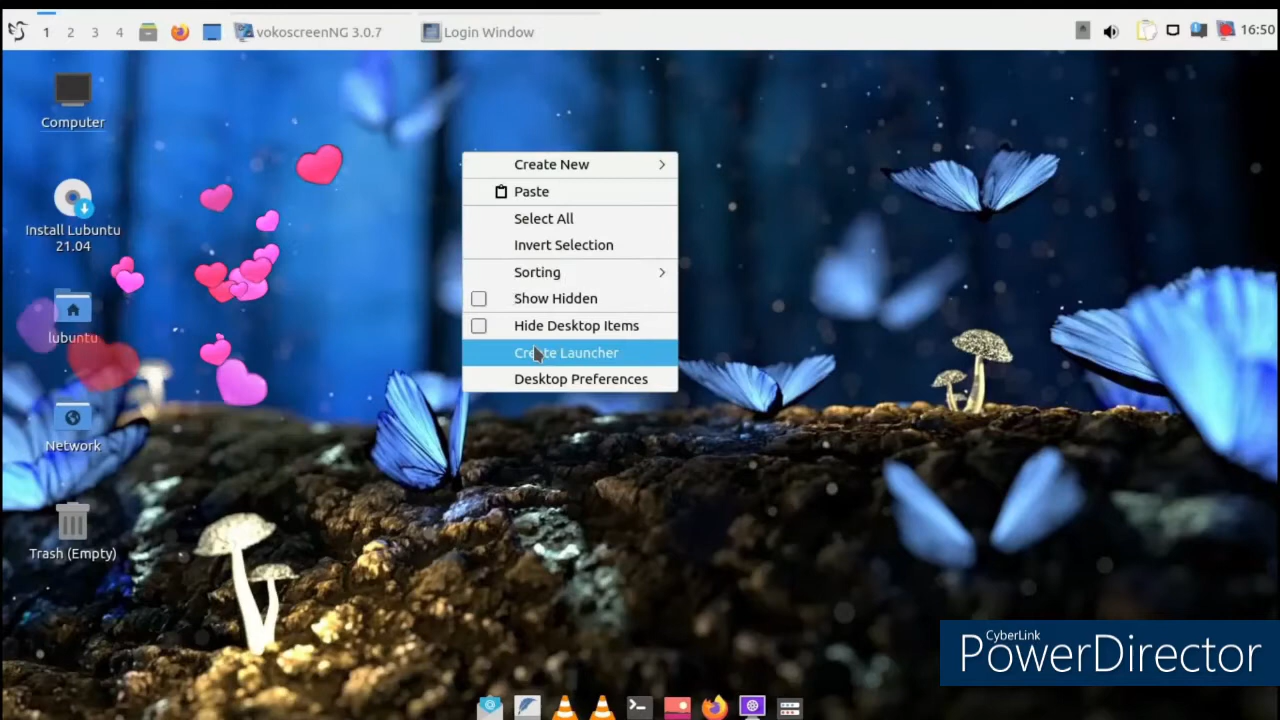 1 2 3 4 vokoscreenNG 3.0.7 Login Window 16:50
Computer
Install Lubuntu
21.04
lubuntu
Network
Trash (Empty)
Create New
Paste
Select All
Invert Selection
Sorting
Show Hidden
Hide Desktop Items
Create Launcher
Desktop Preferences
CyberLink
PowerDirector